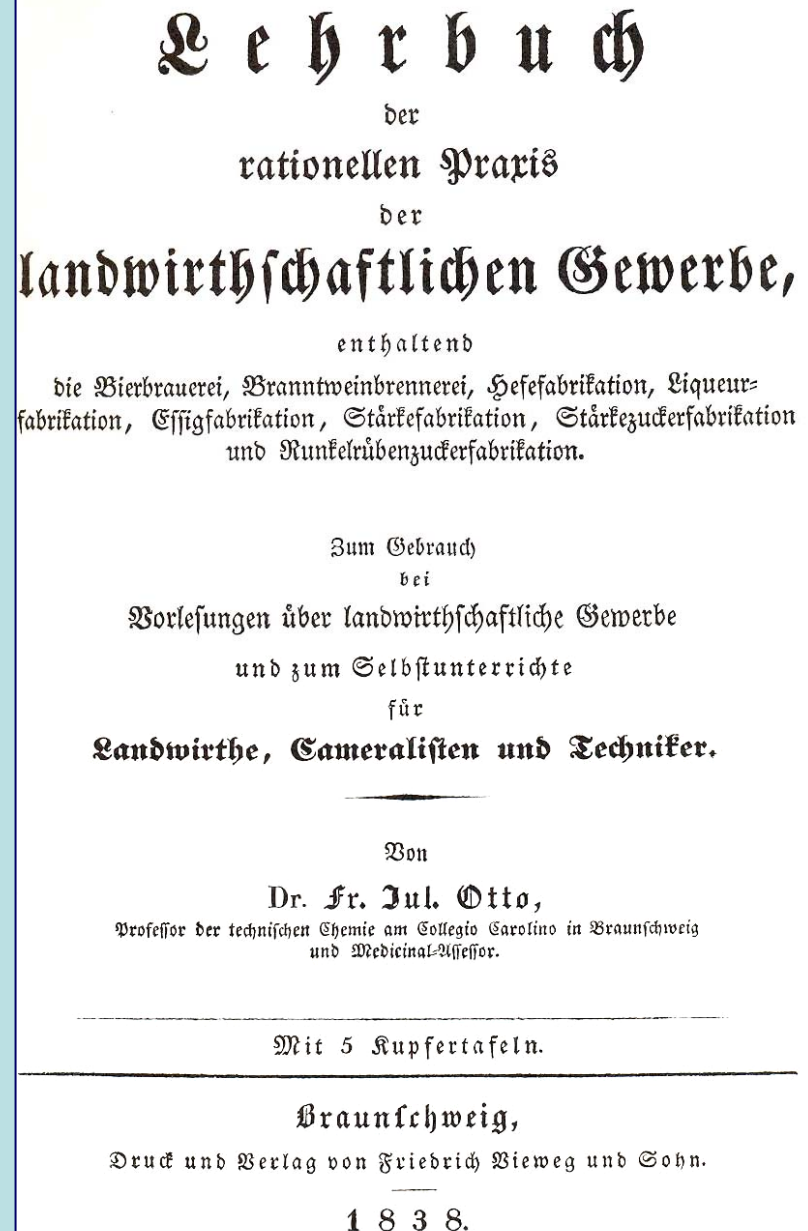 Lehrbuch
der
rationellen Praxis
der
landwirthschaftlichen Gewerbe,
enthaltend
die Bierbrauerei, Branntweinbrennerei, Hefefabrikation, Liqueur-
fabrikation, Essigfabrikation, Stärkefabrikation, Stärkezuckerfabrikation
und Runkelrübenzuckerfabrikation.
Zum Gebrauch
bei
Vorlesungen über landwirthschaftliche Gewerbe
und zum Selbstunterrichte
für
Landwirthe, Cameralisten und Techniker.
Von
Dr. Fr. Jul. Otto,
Professor der technischen Chemie am Collegio Carolino in Braunschweig
und Medicinal-Assessor.
Mit 5 Kupfertafeln.
Braunschweig,
Druck und Verlag von Friedrich Vieweg und Sohn.
1838.